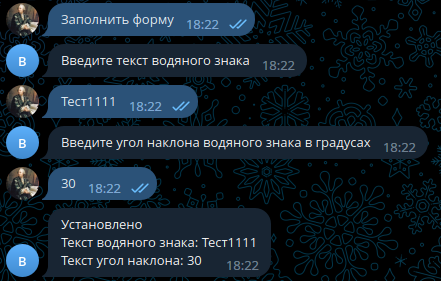 Заполнить форму 18:22
В Введите текст водяного знака 18:22
Тест1111 18:22
В Введите угол наклона водяного знака в градусах 18:22
30 18:22
Установлено
Текст водяного знака: Тест1111
В Текст угол наклона: 30 18:22